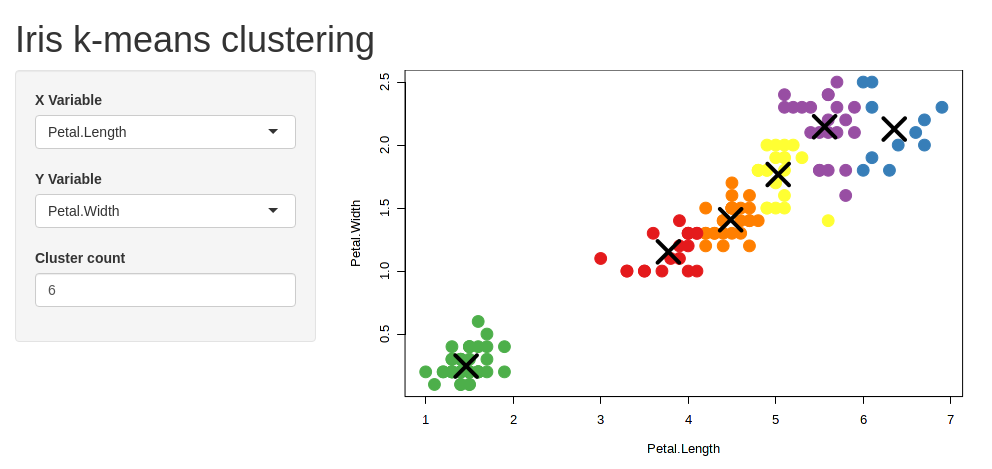 Iris k-means clustering
X Variable
Petal.Length
Y Variable
Petal.Width
Cluster count
6
Petal.Width
2.5
2.0
1.5
1.0
0.5
1 2 3 4 5 6 7
Petal.Length